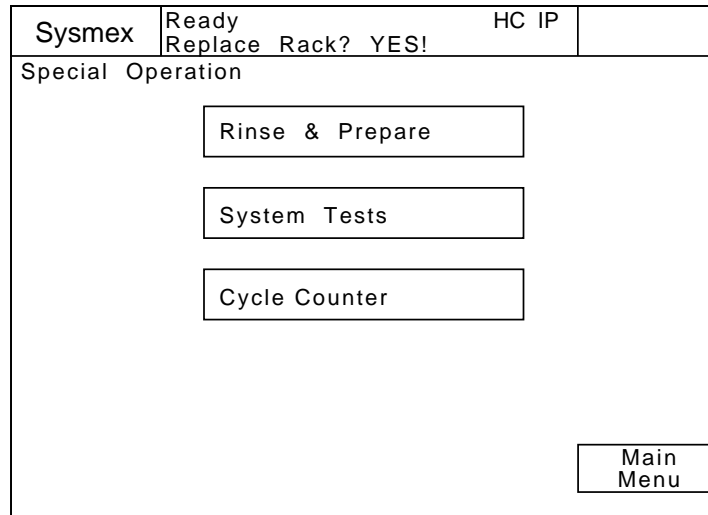 Sysmex
Ready HC IP
Replace Rack? YES!
Special Operation
Rinse & Prepare
System Tests
Cycle Counter
Main
Menu